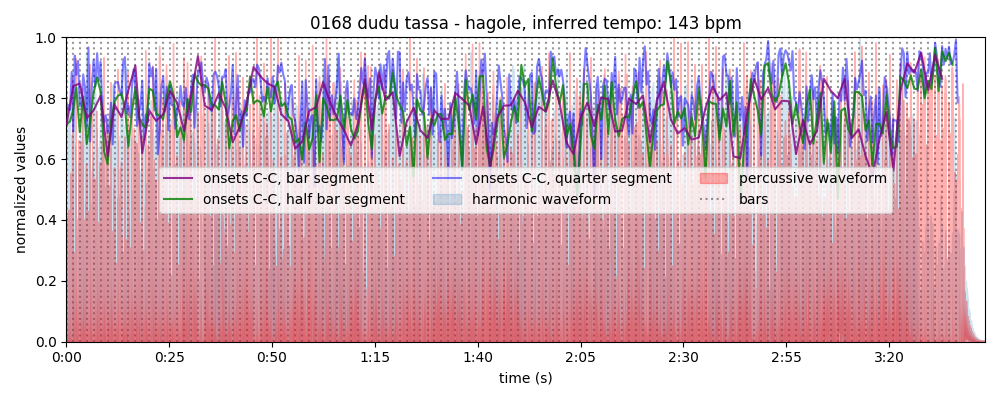 0168 dudu tassa - hagole, inferred tempo: 143 bpm
normalized values
1.0
0.8
0.6
0.4
0.2
0.0
onsets C-C, bar segment
onsets C-C, half bar segment
onsets C-C, quarter segment
harmonic waveform
percussive waveform
bars
0:00 0:25 0:50 1:15 1:40 2:05 2:30 2:55 3:20
time (s)